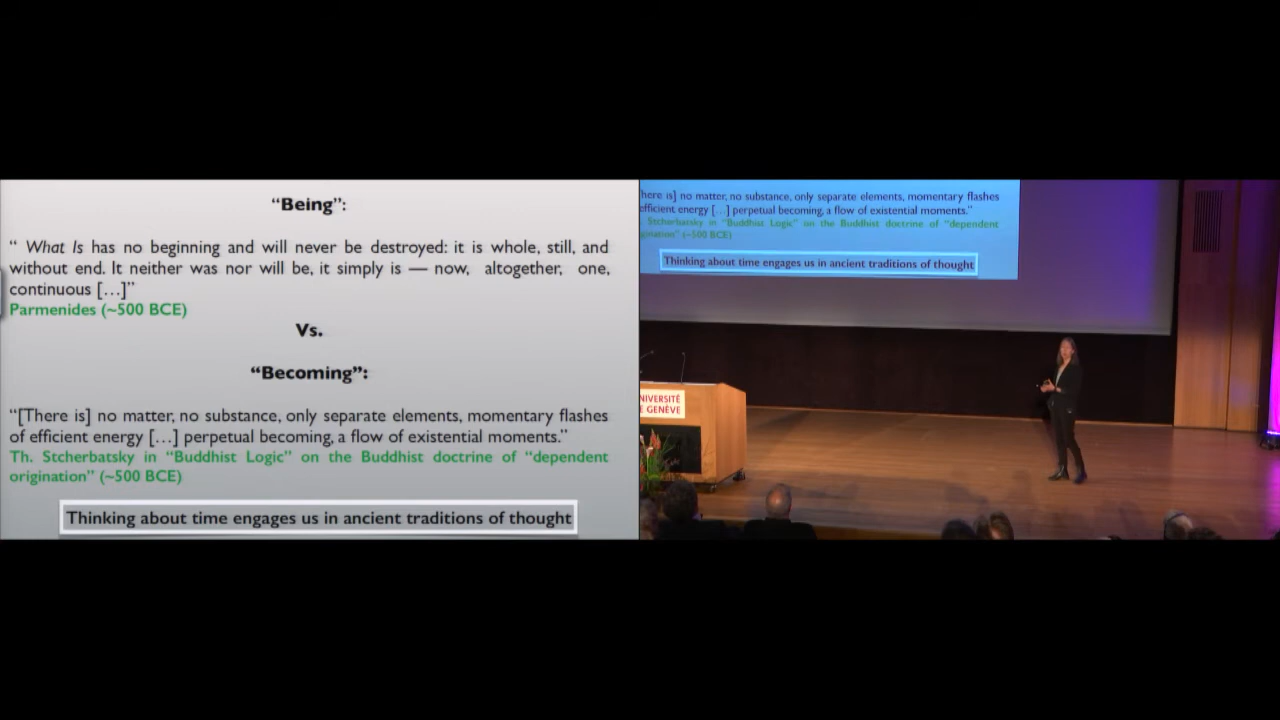 “Being”:
“ What Is has no beginning and will never be destroyed: it is whole, still, and
without end. It neither was nor will be, it simply is — now, altogether, one,
continuous […]”
Parmenides (~500 BCE)
Vs.
“Becoming”:
“[There is] no matter, no substance, only separate elements, momentary flashes
of efficient energy […] perpetual becoming, a flow of existential moments.”
Th. Stcherbatsky in “Buddhist Logic” on the Buddhist doctrine of “dependent
origination” (~500 BCE)
Thinking about time engages us in ancient traditions of thought
here is] no matter, no substance, only separate elements, momentary flashes
efficient energy […] perpetual becoming, a flow of existential moments.”
Stcherbatsky in “Buddhist Logic” on the Buddhist doctrine of “dependent
gination” (~500 BCE)
Thinking about time engages us in ancient traditions of thought
NIVERSITÉ
E GENÈVE